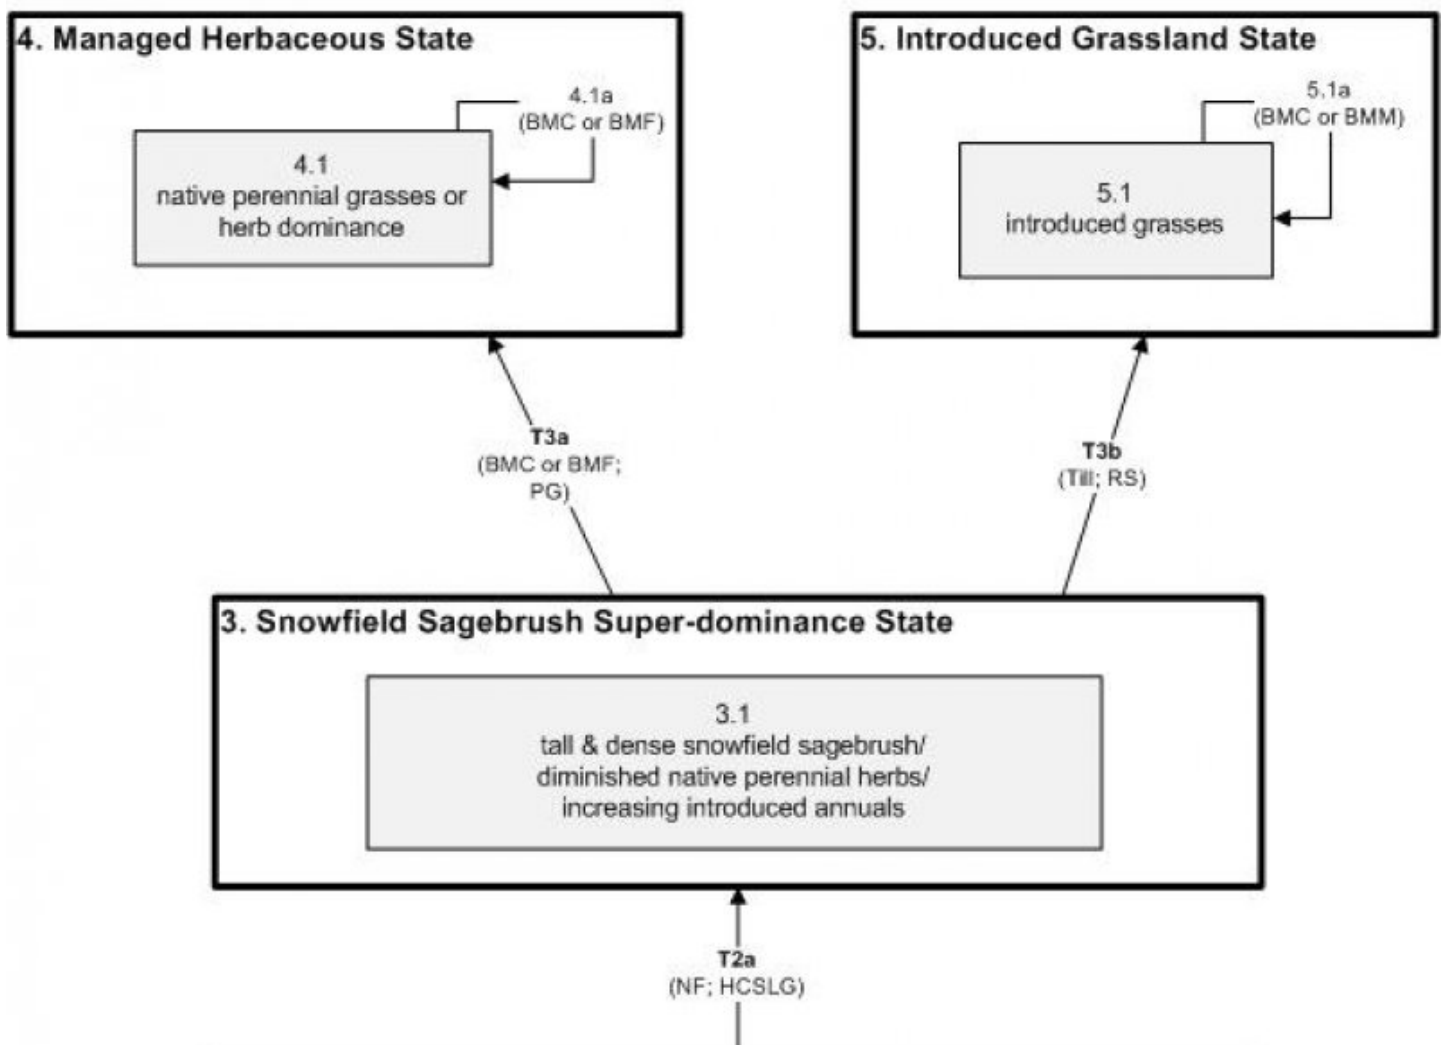 4. Managed Herbaceous State
4.1a
(BMC or BMF)
4.1
native perennial grasses or
herb dominance
5. Introduced Grassland State
5.1a
(BMC or BMM)
5.1
introduced grasses
T3a
(BMC or BMF;
PG)
T3b
(Till; RS)
3. Snowfield Sagebrush Super-dominance State
3.1
tall & dense snowfield sagebrush/
diminished native perennial herbs/
increasing introduced annuals
T2a
(NF; HCSLG)